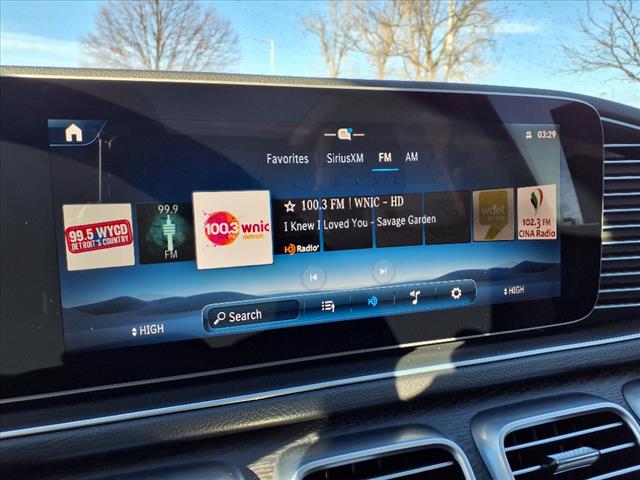 03:29
Favorites SiriusXM FM AM
99.5 WYCD
DETROIT'S COUNTRY
99.9
FM
100.3 wnic
detroit
100.3 FM | WNIC - HD
I Knew I Loved You - Savage Garden
HD Radio
wdet
102.3 FM
CINA Radio
HIGH
Search
HIGH